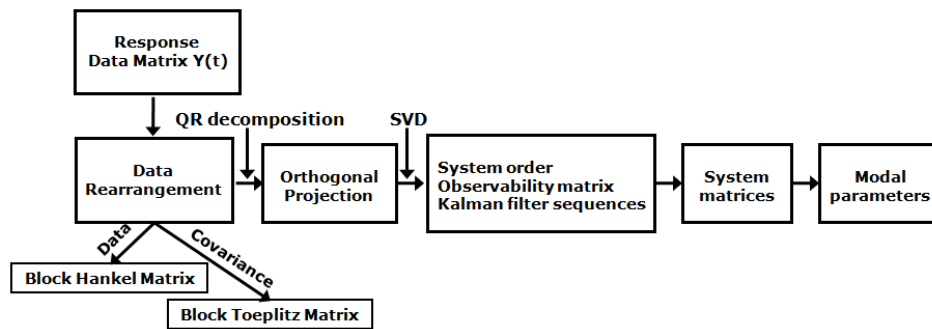 Response
Data Matrix Y(t)
QR decomposition
SVD
Data
Rearrangement
Orthogonal
Projection
System order
Observability matrix
Kalman filter sequences
System
matrices
Modal
parameters
Data
Covariance
Block Hankel Matrix
Block Toeplitz Matrix